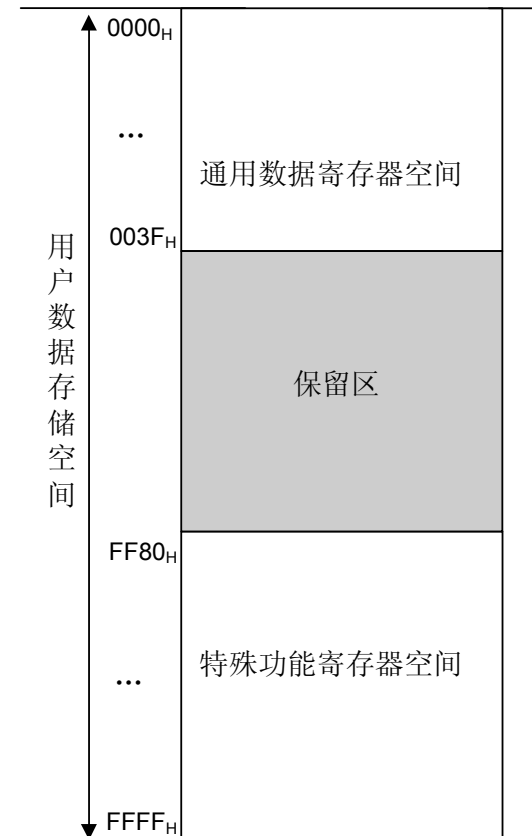 0000H
...
通用数据寄存器空间
003FH
用户数据存储空间
保留区
FF80H
特殊功能寄存器空间
...
FFFFH